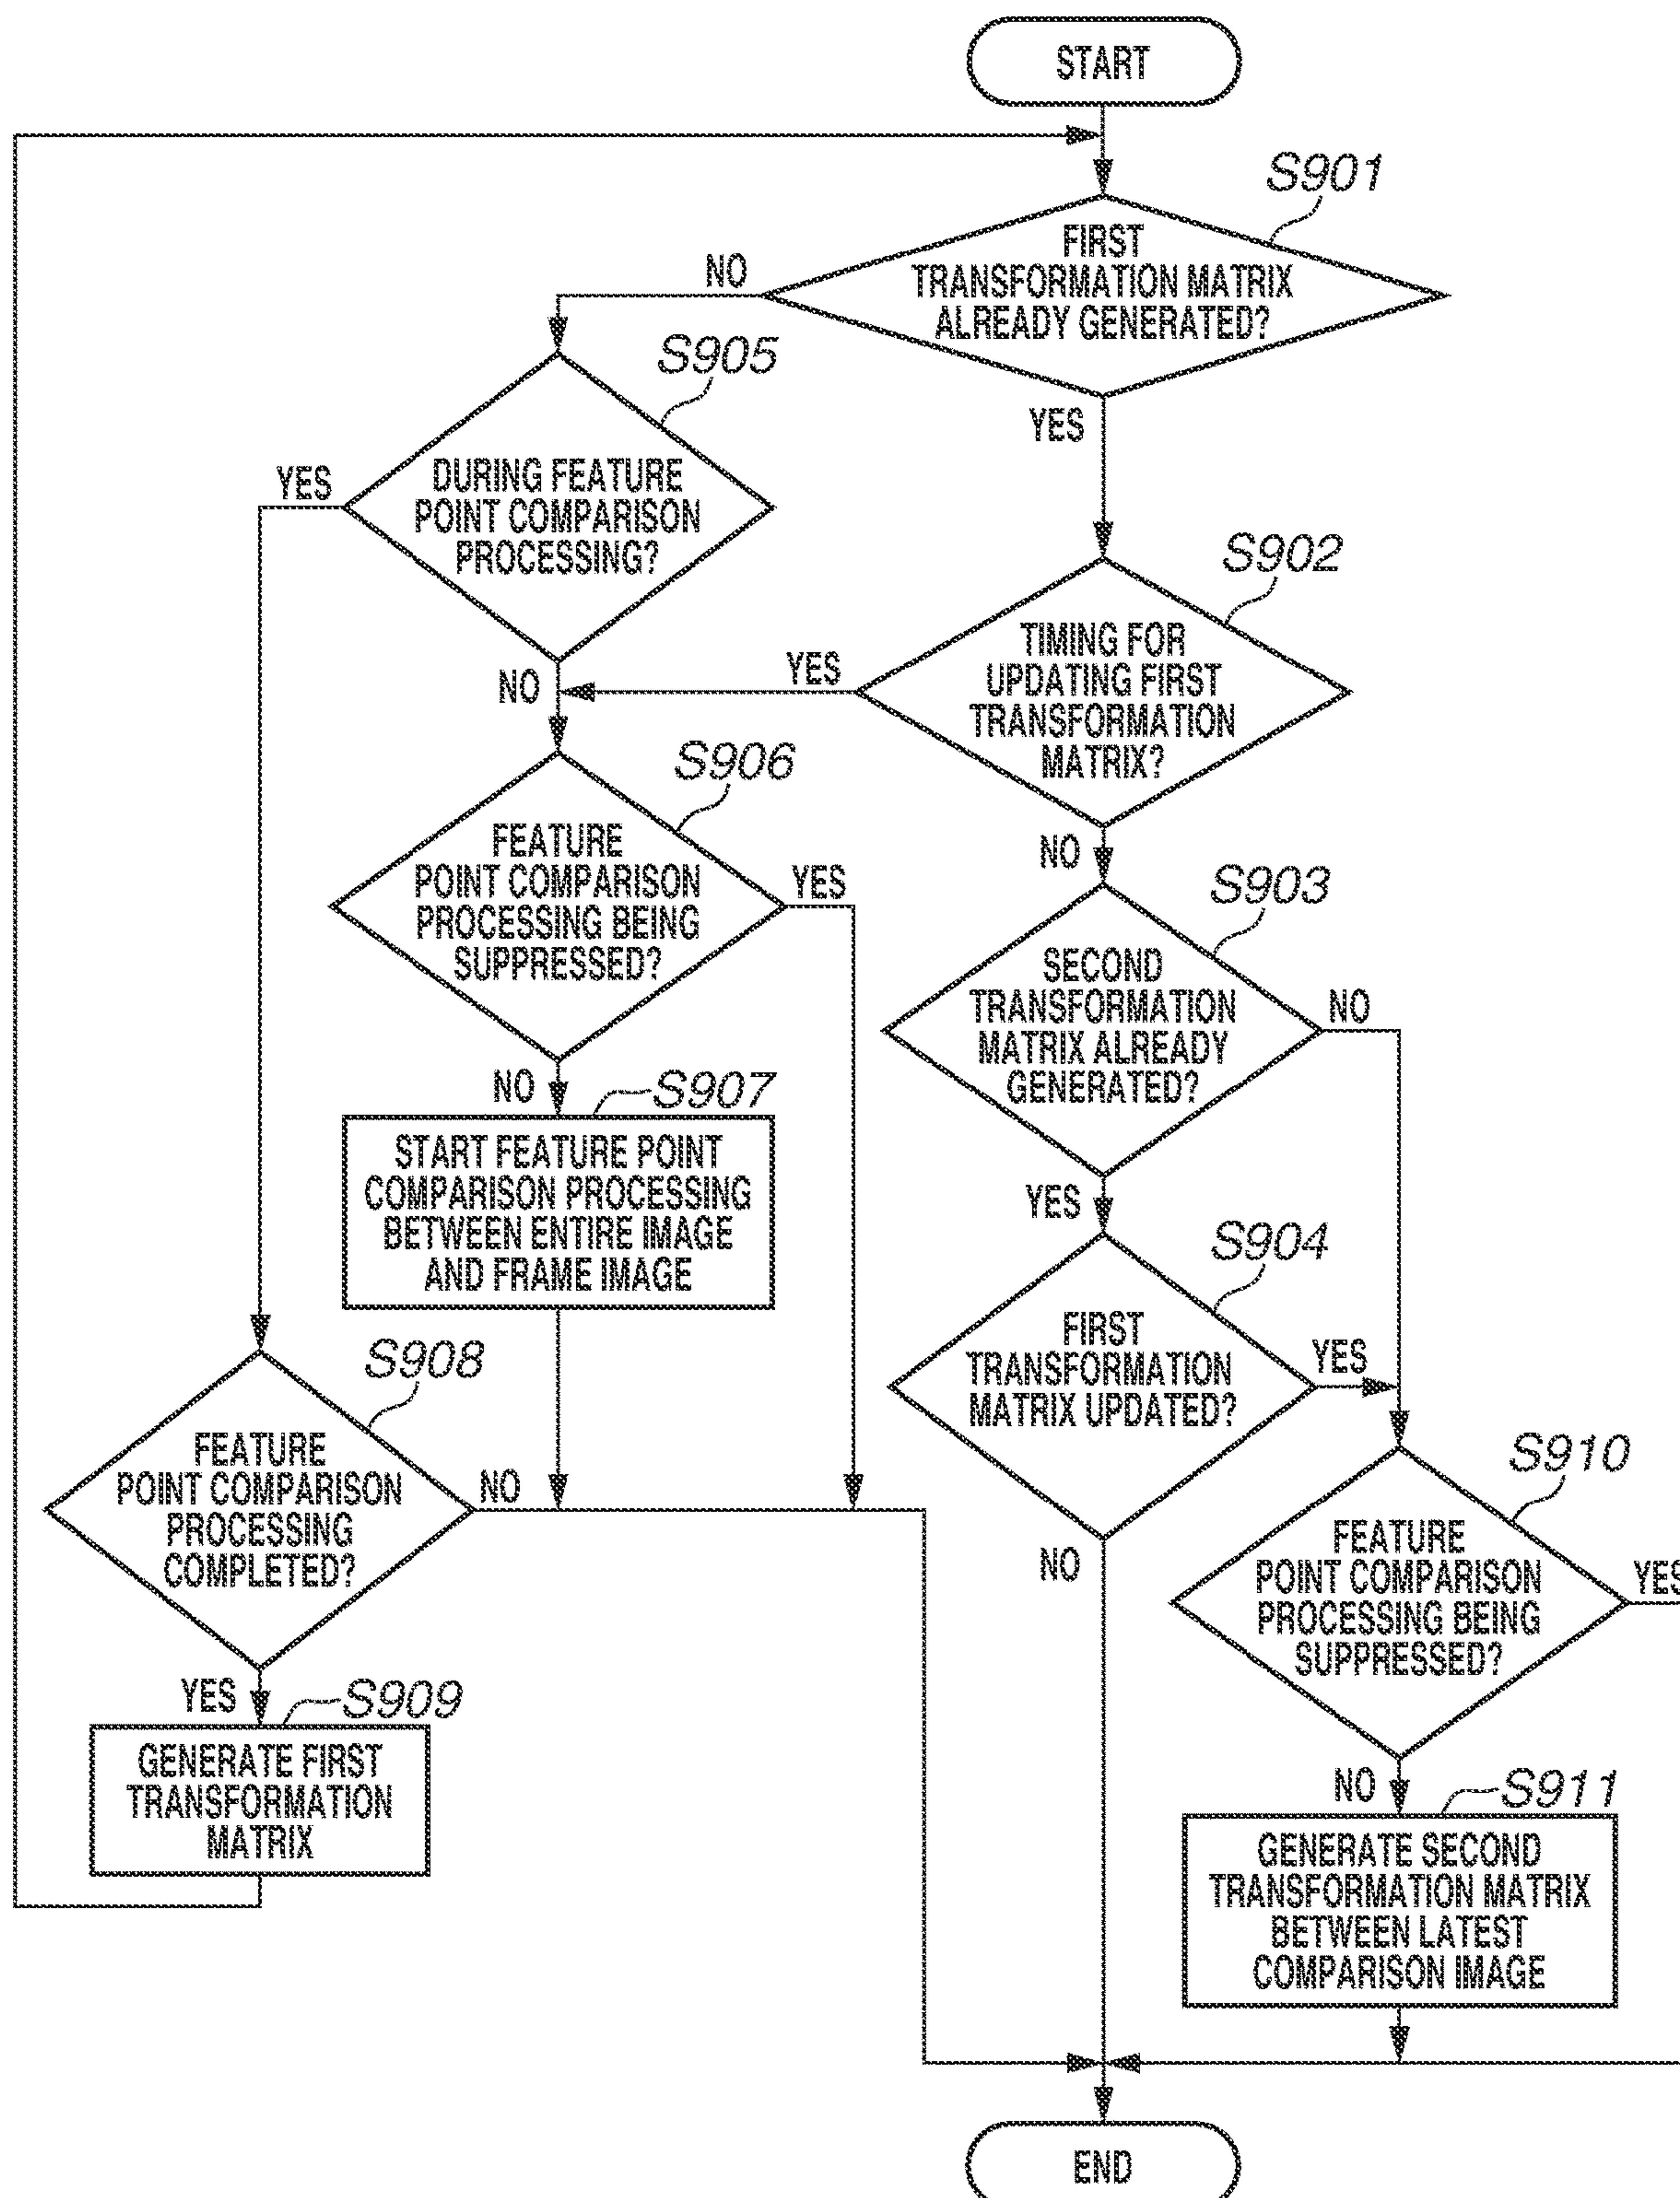 START
S901
FIRST
TRANSFORMATION MATRIX
ALREADY GENERATED?
NO
YES
S905
DURING FEATURE
POINT COMPARISON
PROCESSING?
YES
NO
S902
TIMING FOR
UPDATING FIRST
TRANSFORMATION
MATRIX?
YES
NO
S906
FEATURE
POINT COMPARISON
PROCESSING BEING
SUPPRESSED?
YES
NO
S903
SECOND
TRANSFORMATION
MATRIX ALREADY
GENERATED?
NO
YES
S907
START FEATURE POINT
COMPARISON PROCESSING
BETWEEN ENTIRE IMAGE
AND FRAME IMAGE
S904
FIRST
TRANSFORMATION
MATRIX UPDATED?
YES
NO
S908
FEATURE
POINT COMPARISON
PROCESSING
COMPLETED?
NO
YES
S910
FEATURE
POINT COMPARISON
PROCESSING BEING
SUPPRESSED?
YES
NO
S909
GENERATE FIRST
TRANSFORMATION
MATRIX
S911
GENERATE SECOND
TRANSFORMATION MATRIX
BETWEEN LATEST
COMPARISON IMAGE
END